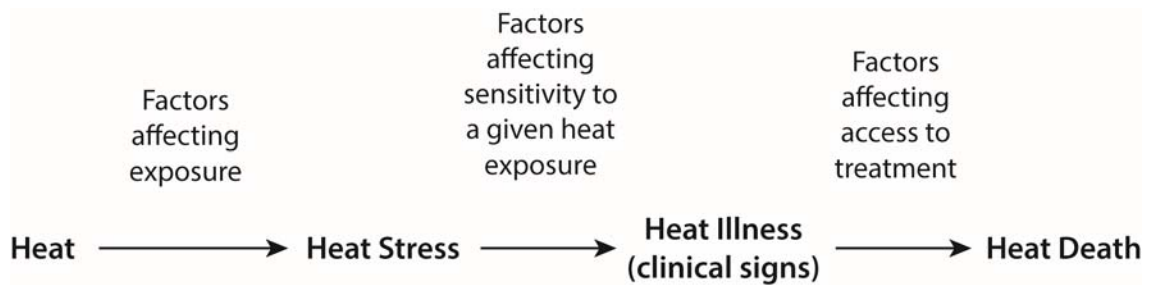 Factors
affecting
exposure
Factors
affecting
sensitivity to
a given heat
exposure
Factors
affecting
access to
treatment
Heat
Heat Stress
Heat Illness
(clinical signs)
Heat Death